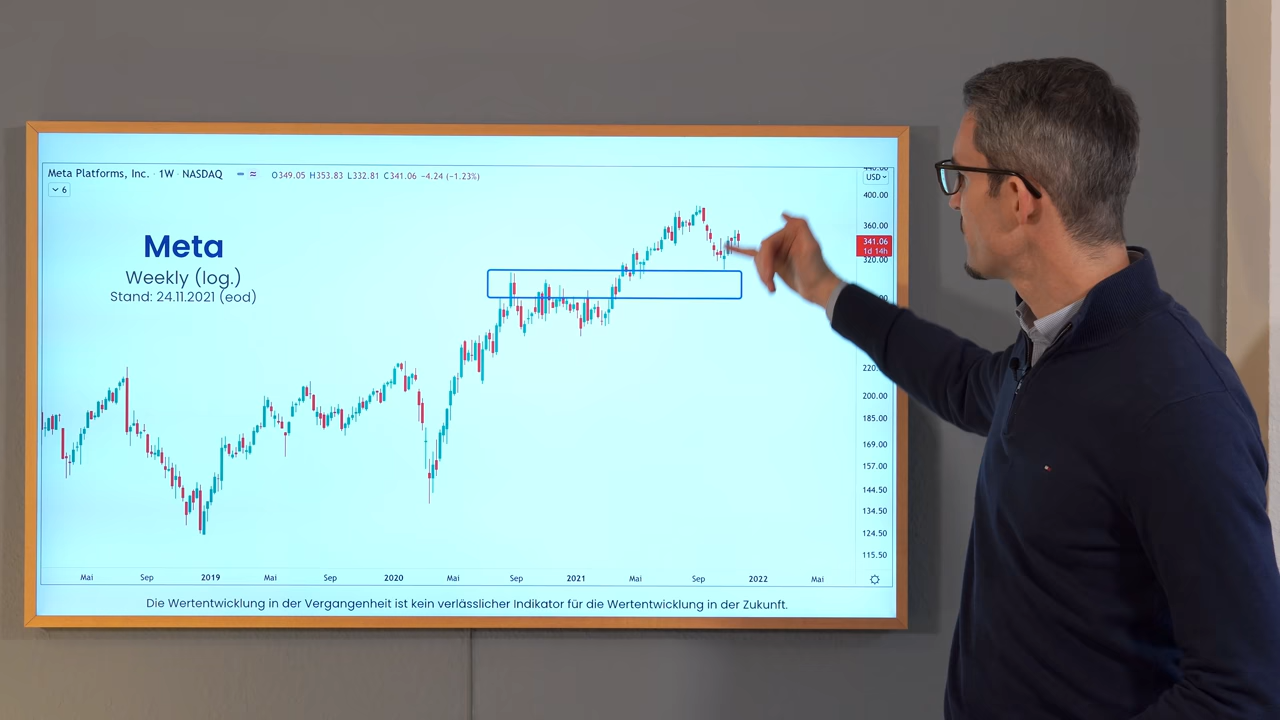 Meta Platforms, Inc. · 1W · NASDAQ O349.05 H353.83 L332.81 C341.06 −4.24 (−1.23%)
6
USD
400.00
360.00
341.06
1d 14h
320.00
Meta
Weekly (log.)
Stand: 24.11.2021 (eod)
220.
200.00
185.00
169.00
157.00
144.50
134.50
124.50
115.50
Mai Sep 2019 Mai Sep 2020 Mai Sep 2021 Mai Sep 2022 Mai
Die Wertentwicklung in der Vergangenheit ist kein verlässlicher Indikator für die Wertentwicklung in der Zukunft.